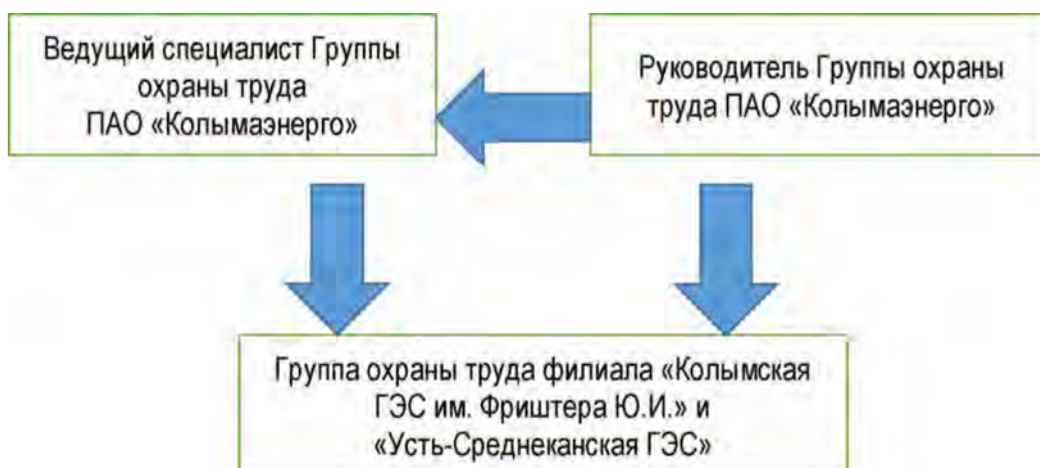 Ведущий специалист Группы
охраны труда
ПАО «Колымаэнерго»
Руководитель Группы охраны
труда ПАО «Колымаэнерго»
Группа охраны труда филиала «Колымская
ГЭС им. Фриштера Ю.И.» и
«Усть-Среднеканская ГЭС»